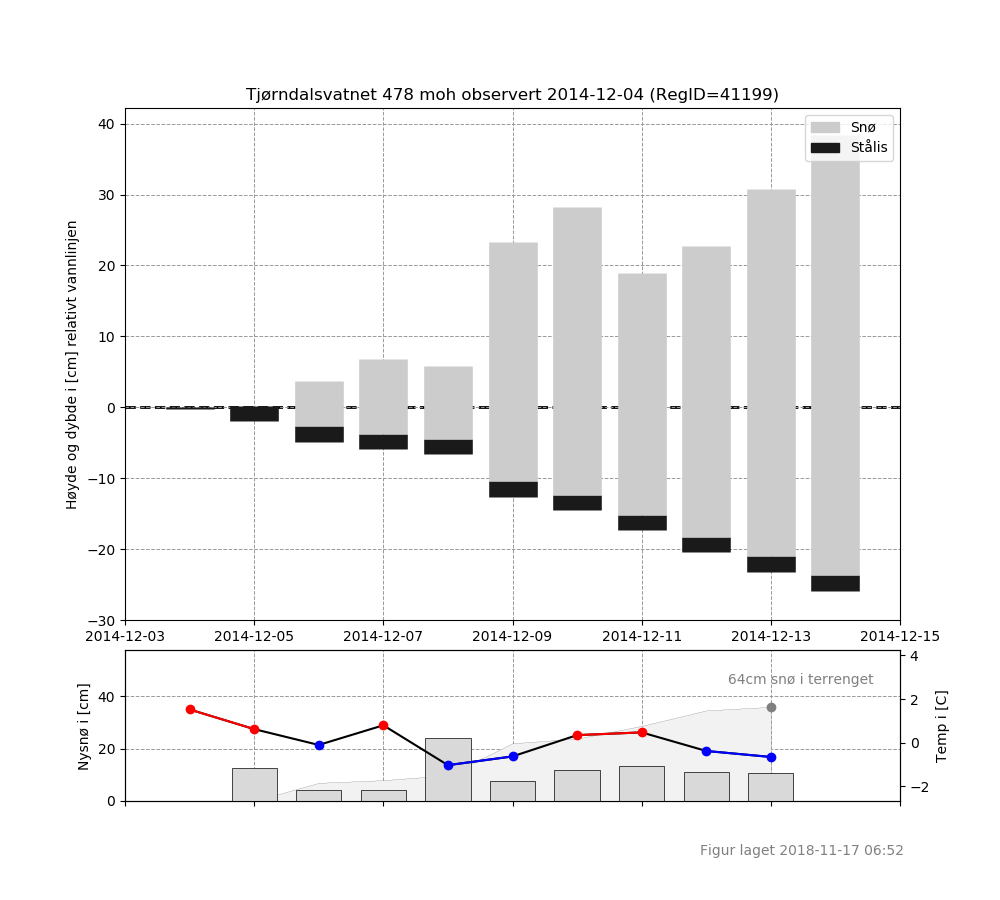 Tjørndalsvatnet 478 moh observert 2014-12-04 (RegID=41199)
Snø
Stålis
Høyde og dybde i [cm] relativt vannlinjen
40
30
20
10
0
−10
−20
−30
2014-12-03 2014-12-05 2014-12-07 2014-12-09 2014-12-11 2014-12-13 2014-12-15
Nysnø i [cm]
40
20
0
64cm snø i terrenget
4
2
0
−2
Temp i [C]
Figur laget 2018-11-17 06:52